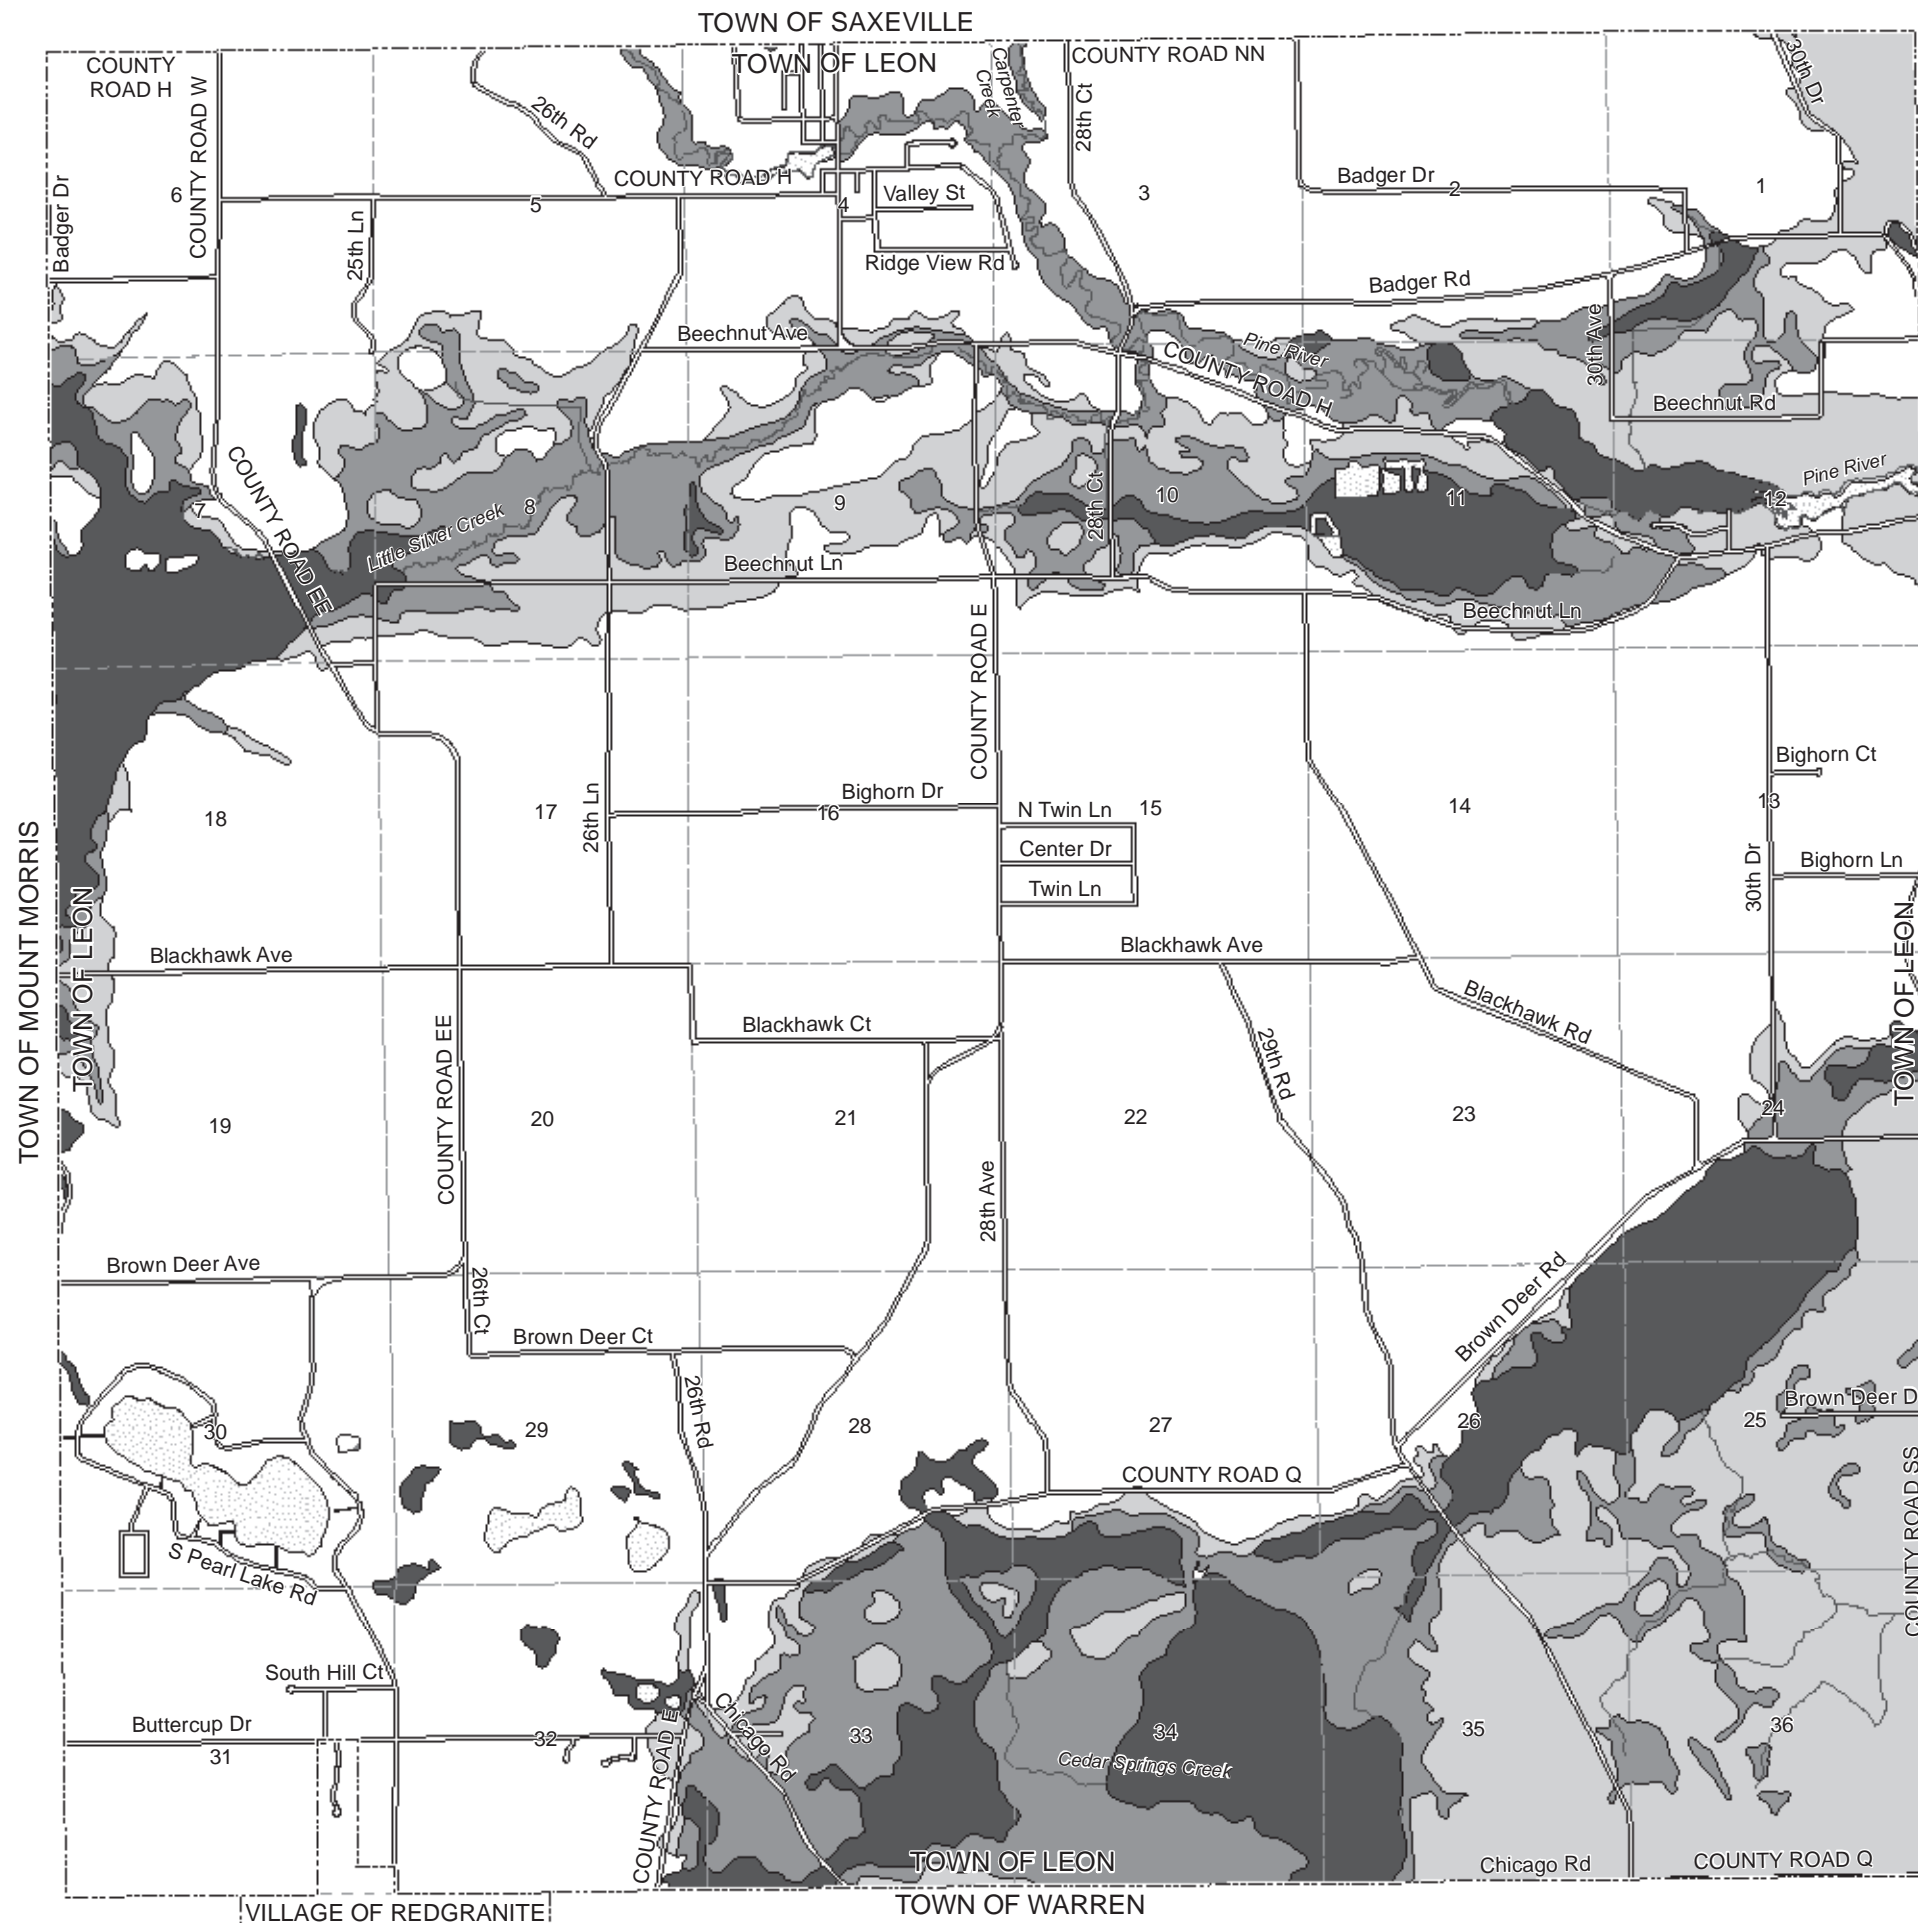 TOWN OF SAXEVILLE
TOWN OF LEON
COUNTY
ROAD H
COUNTY ROAD W
26th Rd
Carpenter
Creek
28th Ct
COUNTY ROAD NN
30th Dr
Badger Dr
6
25th Ln
5
COUNTY ROAD H
4
Valley St
Ridge View Rd
3
Badger Dr
2
1
Badger Rd
Beechnut Ave
Pine River
COUNTY ROAD H
30th Ave
Beechnut Rd
Pine River
COUNTY ROAD EE
7
Little Silver Creek
8
9
28th Ct
10
11
12
Beechnut Ln
Beechnut Ln
COUNTY ROAD E
18
17
26th Ln
Bighorn Dr
16
N Twin Ln
15
Center Dr
Twin Ln
14
Bighorn Ct
13
30th Dr
Bighorn Ln
TOWN OF MOUNT MORRIS
TOWN OF LEON
TOWN OF LEON
Blackhawk Ave
Blackhawk Ave
Blackhawk Ct
Blackhawk Rd
29th Rd
COUNTY ROAD EE
19
20
21
28th Ave
22
23
24
Brown Deer Ave
26th Ct
Brown Deer Ct
Brown Deer Rd
26th Rd
30
29
28
27
26
25
Brown Deer D
COUNTY ROAD Q
COUNTY ROAD SS
S Pearl Lake Rd
South Hill Ct
Buttercup Dr
31
32
COUNTY ROAD E
Chicago Rd
33
34
Cedar Springs Creek
35
36
TOWN OF LEON
Chicago Rd
COUNTY ROAD Q
TOWN OF WARREN
VILLAGE OF REDGRANITE